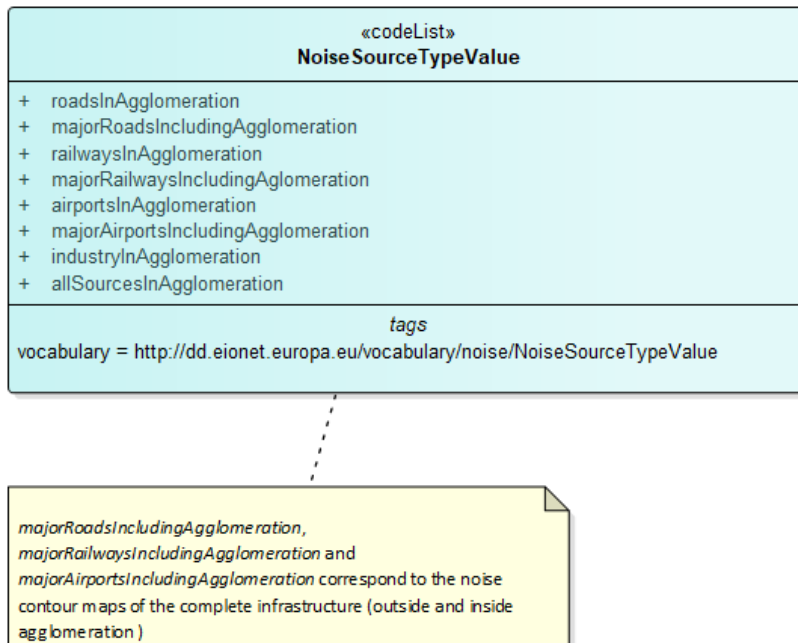 «codeList»
NoiseSourceTypeValue
+ roadsInAgglomeration
+ majorRoadsIncludingAgglomeration
+ railwaysInAgglomeration
+ majorRailwaysIncludingAglomeration
+ airportsInAgglomeration
+ majorAirportsIncludingAgglomeration
+ industryInAgglomeration
+ allSourcesInAgglomeration
tags
vocabulary = http://dd.eionet.europa.eu/vocabulary/noise/NoiseSourceTypeValue
majorRoadsIncludingAgglomeration,
majorRailwaysIncludingAgglomeration and
majorAirportsIncludingAgglomeration correspond to the noise
contour maps of the complete infrastructure (outside and inside
agglomeration )